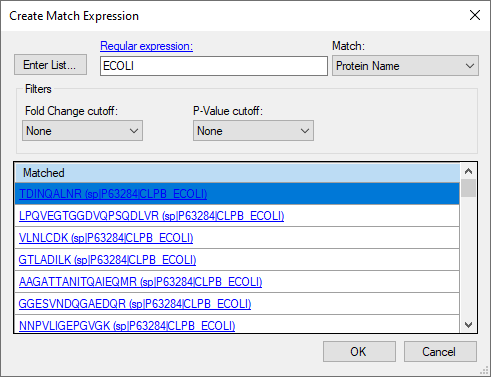 Create Match Expression
Regular expression:
Match:
Enter List...
ECOLI
Protein Name
Filters
Fold Change cutoff:
P-Value cutoff:
None
None
Matched
TDINQALNR (sp|P63284|CLPB_ECOLI)
LPQVEGTGGDVQPSQDLVR (sp|P63284|CLPB_ECOLI)
VLNLCDK (sp|P63284|CLPB_ECOLI)
GTLADILK (sp|P63284|CLPB_ECOLI)
AAGATTANITQAIEQMR (sp|P63284|CLPB_ECOLI)
GGESVNDQGAEDQR (sp|P63284|CLPB_ECOLI)
NNPVLIGEPGVGK (sp|P63284|CLPB_ECOLI)
OK
Cancel